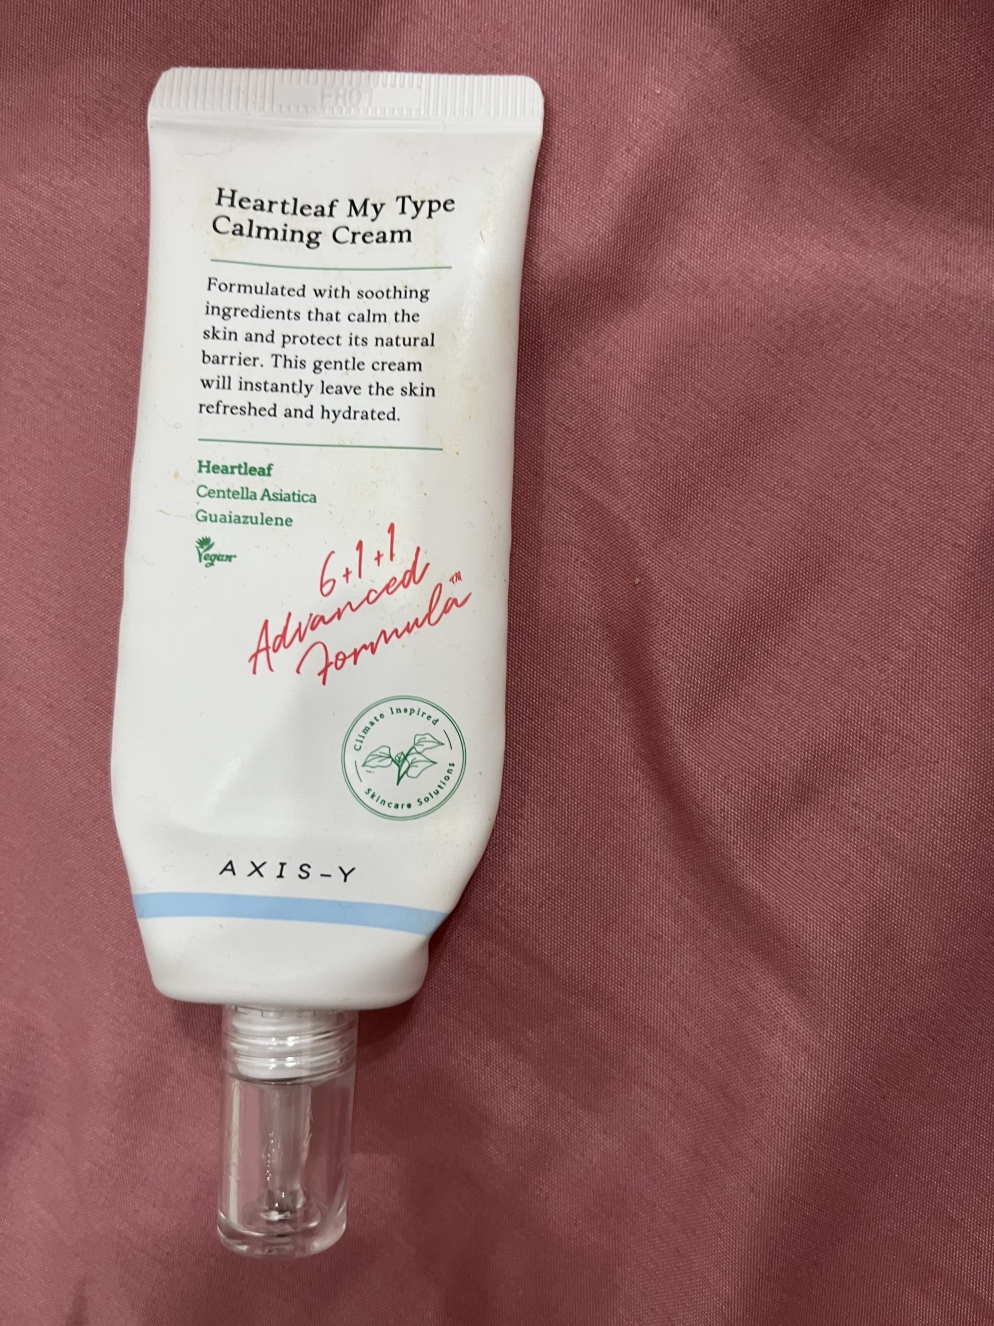 Heartleaf My Type
Calming Cream
Formulated with soothing
ingredients that calm the
skin and protect its natural
barrier. This gentle cream
will instantly leave the skin
refreshed and hydrated.
Heartleaf
Centella Asiatica
Guaiazulene
Vegan
6+1+1
Advanced
Formula™
Climate Inspired
Skincare Solutions
AXIS-Y